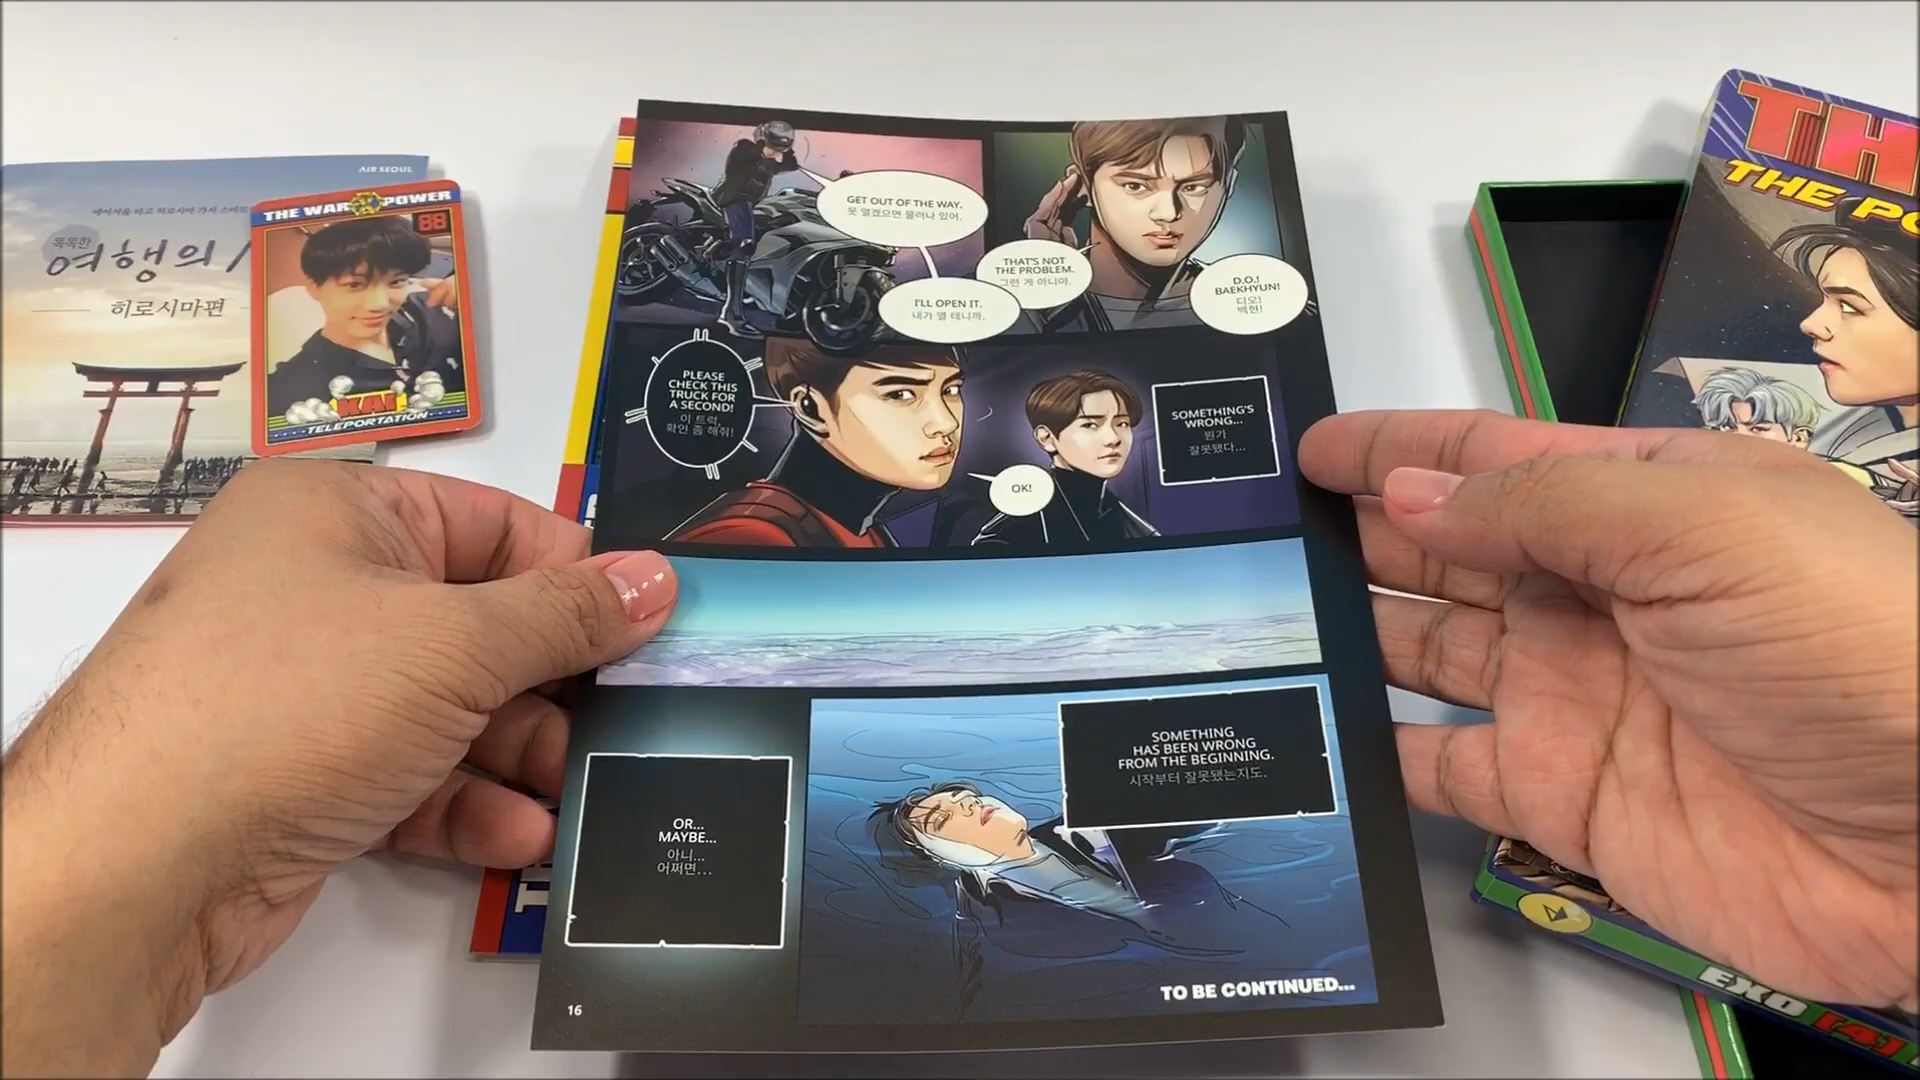 AIR SEOUL
똑똑한
여행의
히로시마편
THE WAR POWER
88
KAI
TELEPORTATION
GET OUT OF THE WAY.
못 열겠으면 물러나 있어.
I'LL OPEN IT.
내가 열 테니까.
THAT'S NOT
THE PROBLEM.
그런 게 아니야.
D.O.!
BAEKHYUN!
디오!
백현!
PLEASE
CHECK THIS
TRUCK FOR
A SECOND!
이 트럭,
확인 좀 해줘!
OK!
SOMETHING'S
WRONG...
뭔가
잘못됐다...
OR...
MAYBE...
아니...
어쩌면...
SOMETHING
HAS BEEN WRONG
FROM THE BEGINNING.
시작부터 잘못됐는지도.
TO BE CONTINUED...
16
TH
THE PO
EXO [4]